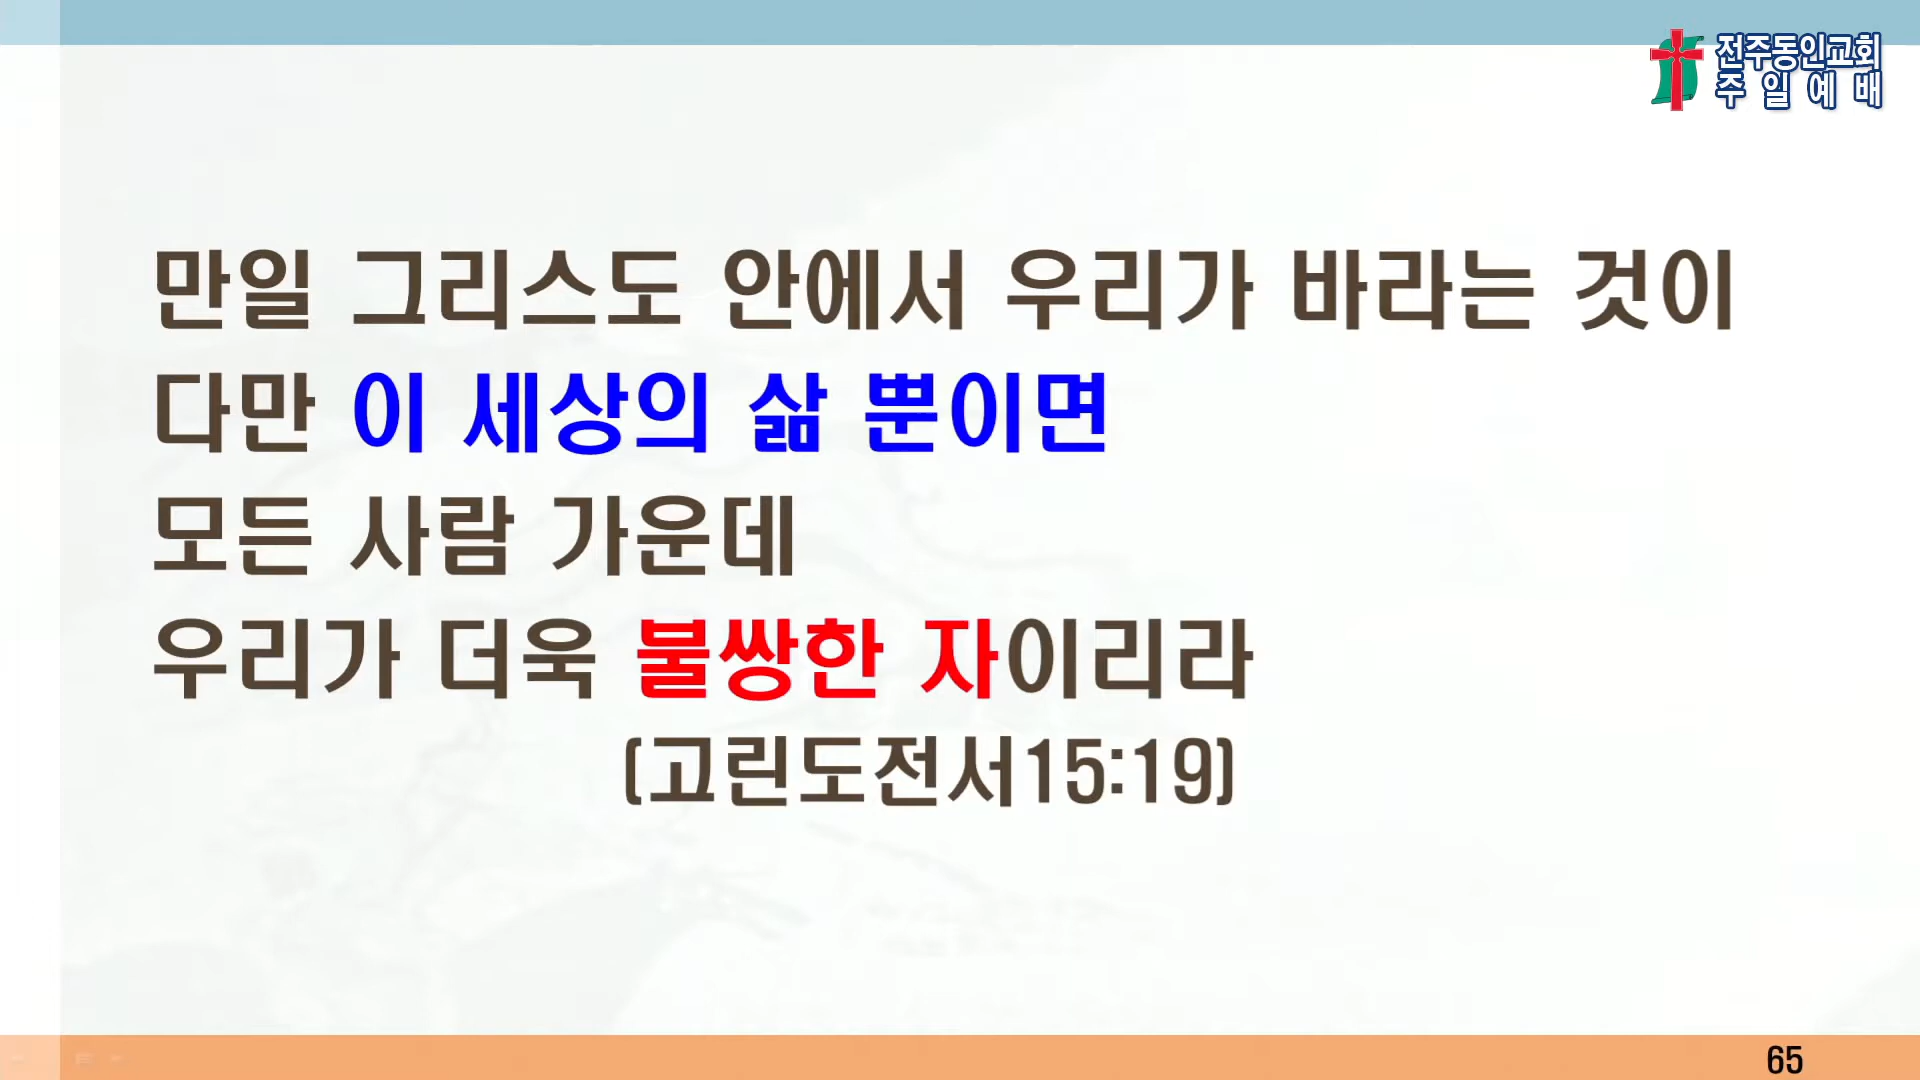 전주동인교회
주일예배
만일 그리스도 안에서 우리가 바라는 것이
다만 이 세상의 삶 뿐이면
모든 사람 가운데
우리가 더욱 불쌍한 자이리라
(고린도전서15:19)
65